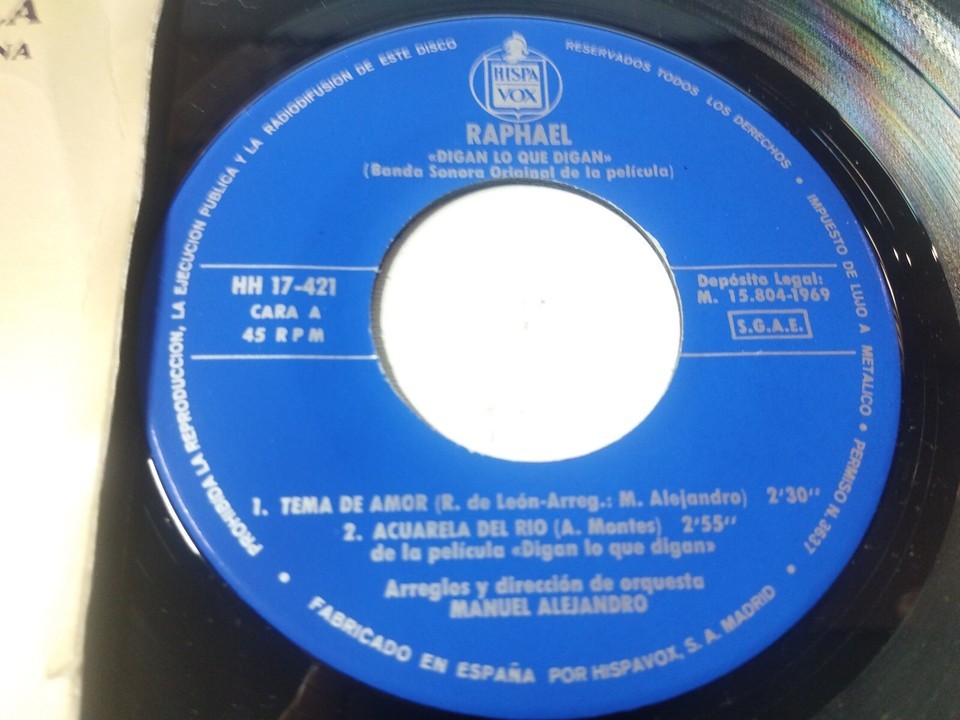 LA
NA
HISPA
VOX
RAPHAEL
«DIGAN LO QUE DIGAN»
(Banda Sonora Original de la película)
HH 17-421
CARA A
45 RPM
Depósito Legal:
M. 15.804-1969
S.G.A.E.
1. TEMA DE AMOR (R. de León-Arreg.: M. Alejandro) 2'30''
2. ACUARELA DEL RIO (A. Montes) 2'55''
de la película «Digan lo que digan»
Arreglos y dirección de orquesta
MANUEL ALEJANDRO
PROHIBIDA LA REPRODUCCIÓN, LA EJECUCION PUBLICA Y LA RADIODIFUSIÓN DE ESTE DISCO
RESERVADOS TODOS LOS DERECHOS • IMPUESTO DE LUJO A METALICO • PERMISO N. 3637 •
• FABRICADO EN ESPAÑA POR HISPAVOX, S. A. MADRID